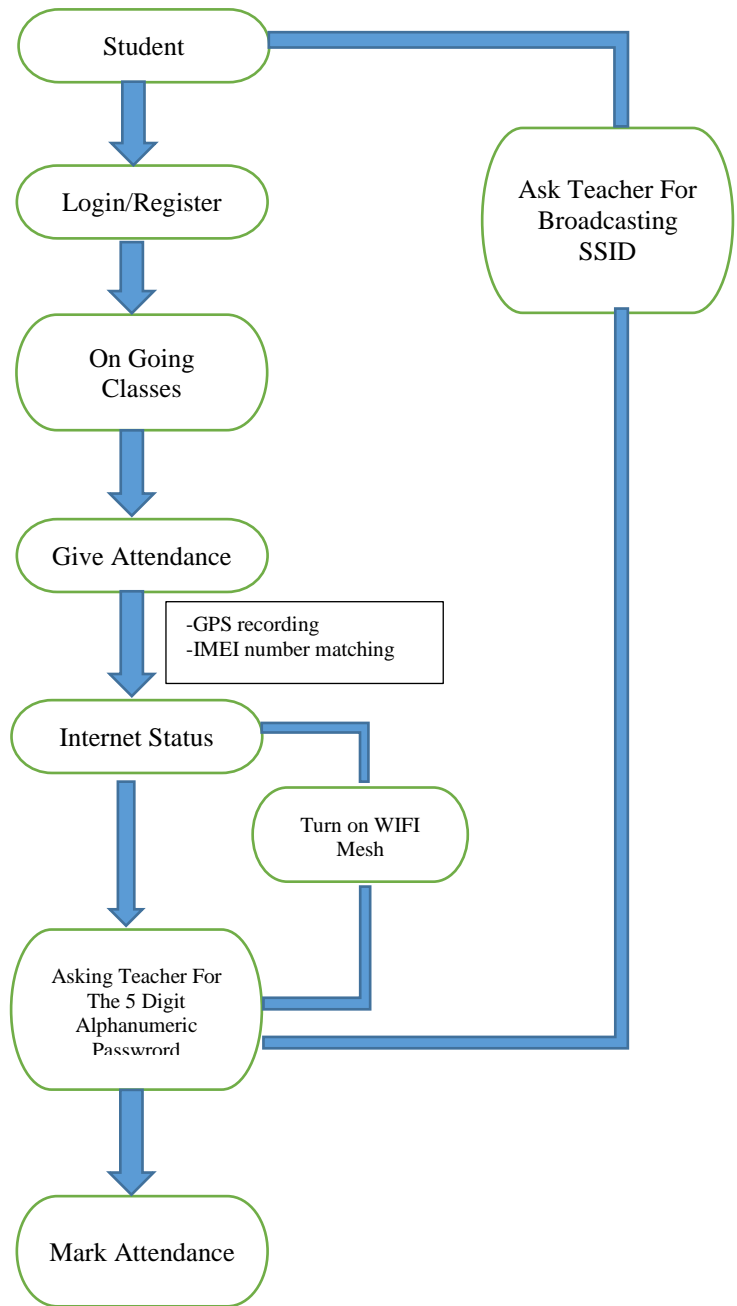 Student
Login/Register
Ask Teacher For
Broadcasting
SSID
On Going
Classes
Give Attendance
-GPS recording
-IMEI number matching
Internet Status
Turn on WIFI
Mesh
Asking Teacher For
The 5 Digit
Alphanumeric
Passwrord
Mark Attendance